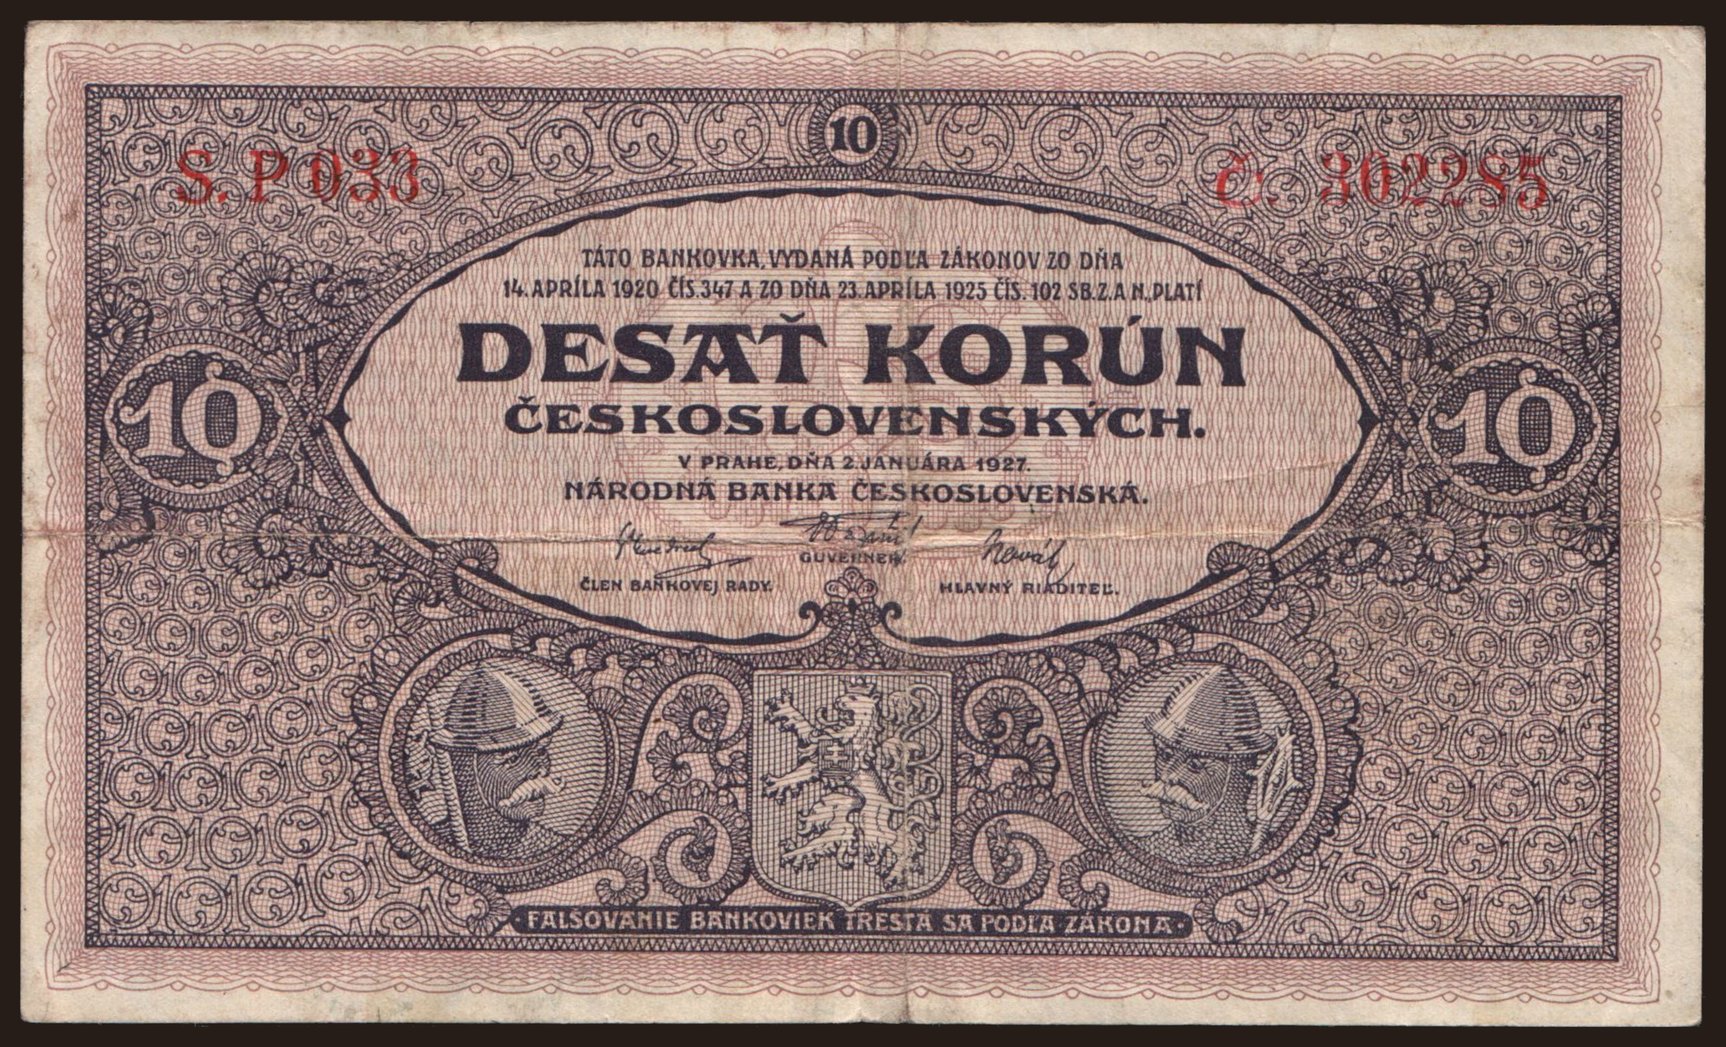 10
S. P 033
Č. 302285
TÁTO BANKOVKA, VYDANÁ PODĽA ZÁKONOV ZO DŇA
14. APRÍLA 1920 ČÍS. 347 A ZO DŇA 23. APRÍLA 1925 ČÍS. 102 SB. Z. A N., PLATÍ
DESAŤ KORÚN
ČESKOSLOVENSKÝCH.
10
10
V PRAHE, DŇA 2. JANUÁRA 1927.
NÁRODNÁ BANKA ČESKOSLOVENSKÁ.
GUVERNER.
ČLEN BANKOVEJ RADY.
HLAVNÝ RIADITEĽ.
· FALŠOVANIE BANKOVIEK TRESTÁ SA PODĽA ZÁKONA ·